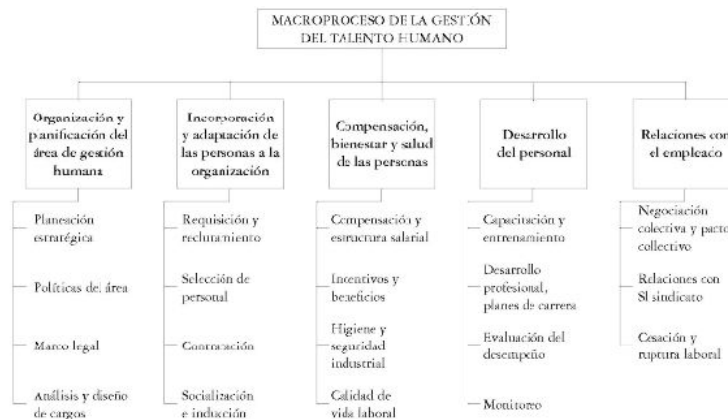 MACROPROCESO DE LA GESTIÓN
DEL TALENTO HUMANO
Organización y
planificación del
área de gestión
humana
Planeación
estratégica
Políticas del área
Marco legal
Análisis y diseño
de cargos
Incorporación
y adaptación de
las personas a la
organización
Requisición y
reclutamiento
Selección de
personal
Contratación
Socialización
e inducción
Compensación,
bienestar y salud
de las personas
Compensación y
estructura salarial
Incentivos y
beneficios
Higiene y
seguridad
industrial
Calidad de
vida laboral
Desarrollo
del personal
Capacitación y
entrenamiento
Desarrollo
profesional,
planes de carrera
Evaluación del
desempeño
Monitoreo
Relaciones con
el empleado
Negociación
colectiva y pacto
collectivo
Relaciones con
Sl sindicato
Cesación y
ruptura laboral